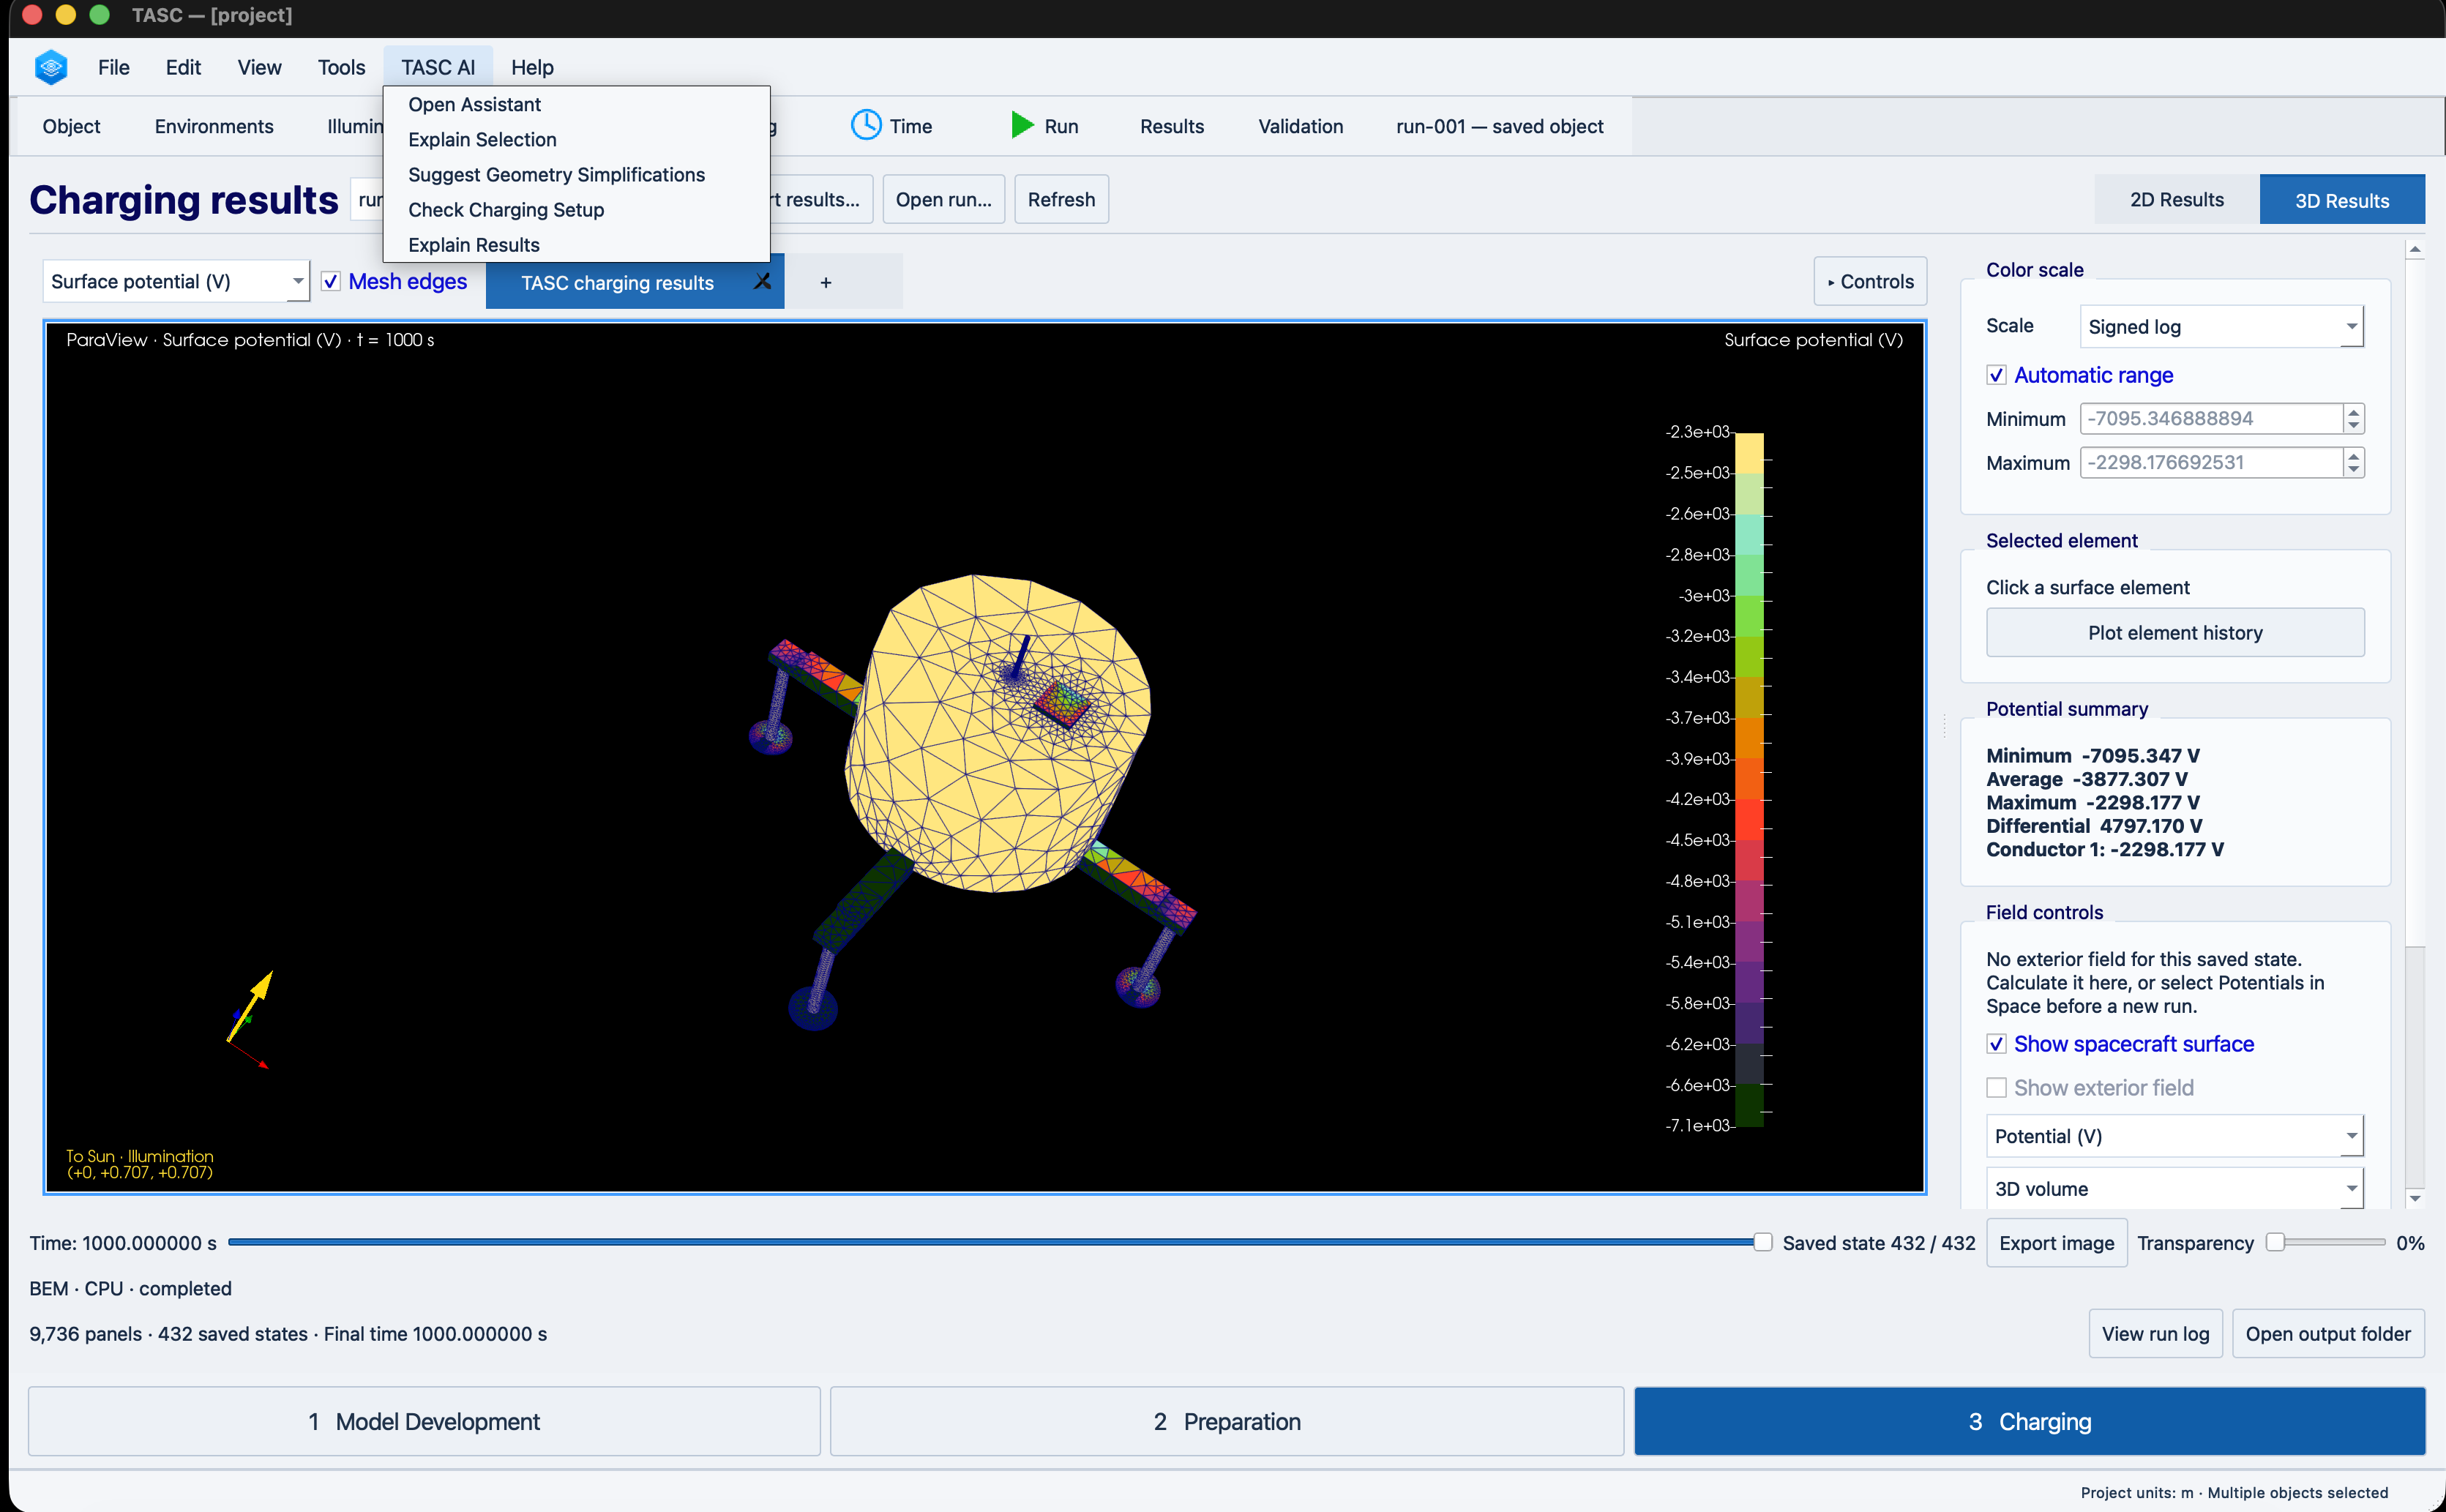 TASC — [project]
File Edit View Tools TASC AI Help
Open Assistant
Explain Selection
Suggest Geometry Simplifications
Check Charging Setup
Explain Results
Object Environments Time Run Results Validation run-001 — saved object
Charging results Open run... Refresh 2D Results 3D Results
Surface potential (V) Mesh edges TASC charging results + Controls
ParaView · Surface potential (V) · t = 1000 s
Surface potential (V)
-2.3e+03
-2.5e+03
-2.6e+03
-2.8e+03
-3e+03
-3.2e+03
-3.4e+03
-3.7e+03
-3.9e+03
-4.2e+03
-4.5e+03
-4.8e+03
-5.1e+03
-5.4e+03
-5.8e+03
-6.2e+03
-6.6e+03
-7.1e+03
To Sun · Illumination
(+0, +0.707, +0.707)
Color scale
Scale Signed log
Automatic range
Minimum -7095.346888894
Maximum -2298.176692531
Selected element
Click a surface element
Plot element history
Potential summary
Minimum -7095.347 V
Average -3877.307 V
Maximum -2298.177 V
Differential 4797.170 V
Conductor 1: -2298.177 V
Field controls
No exterior field for this saved state.
Calculate it here, or select Potentials in
Space before a new run.
Show spacecraft surface
Show exterior field
Potential (V)
3D volume
Time: 1000.000000 s Saved state 432 / 432 Export image Transparency 0%
BEM · CPU · completed
9,736 panels · 432 saved states · Final time 1000.000000 s View run log Open output folder
1 Model Development 2 Preparation 3 Charging
Project units: m · Multiple objects selected